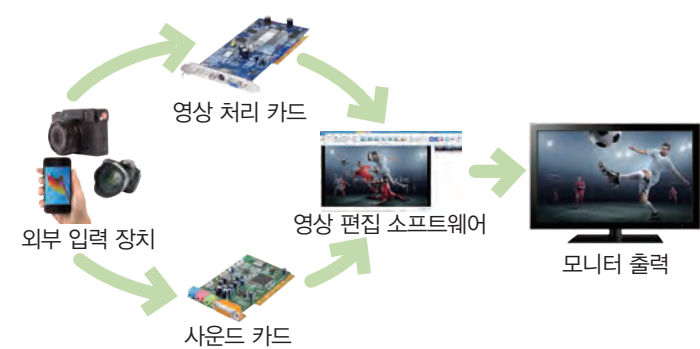 영상 처리 카드
외부 입력 장치
영상 편집 소프트웨어
모니터 출력
사운드 카드